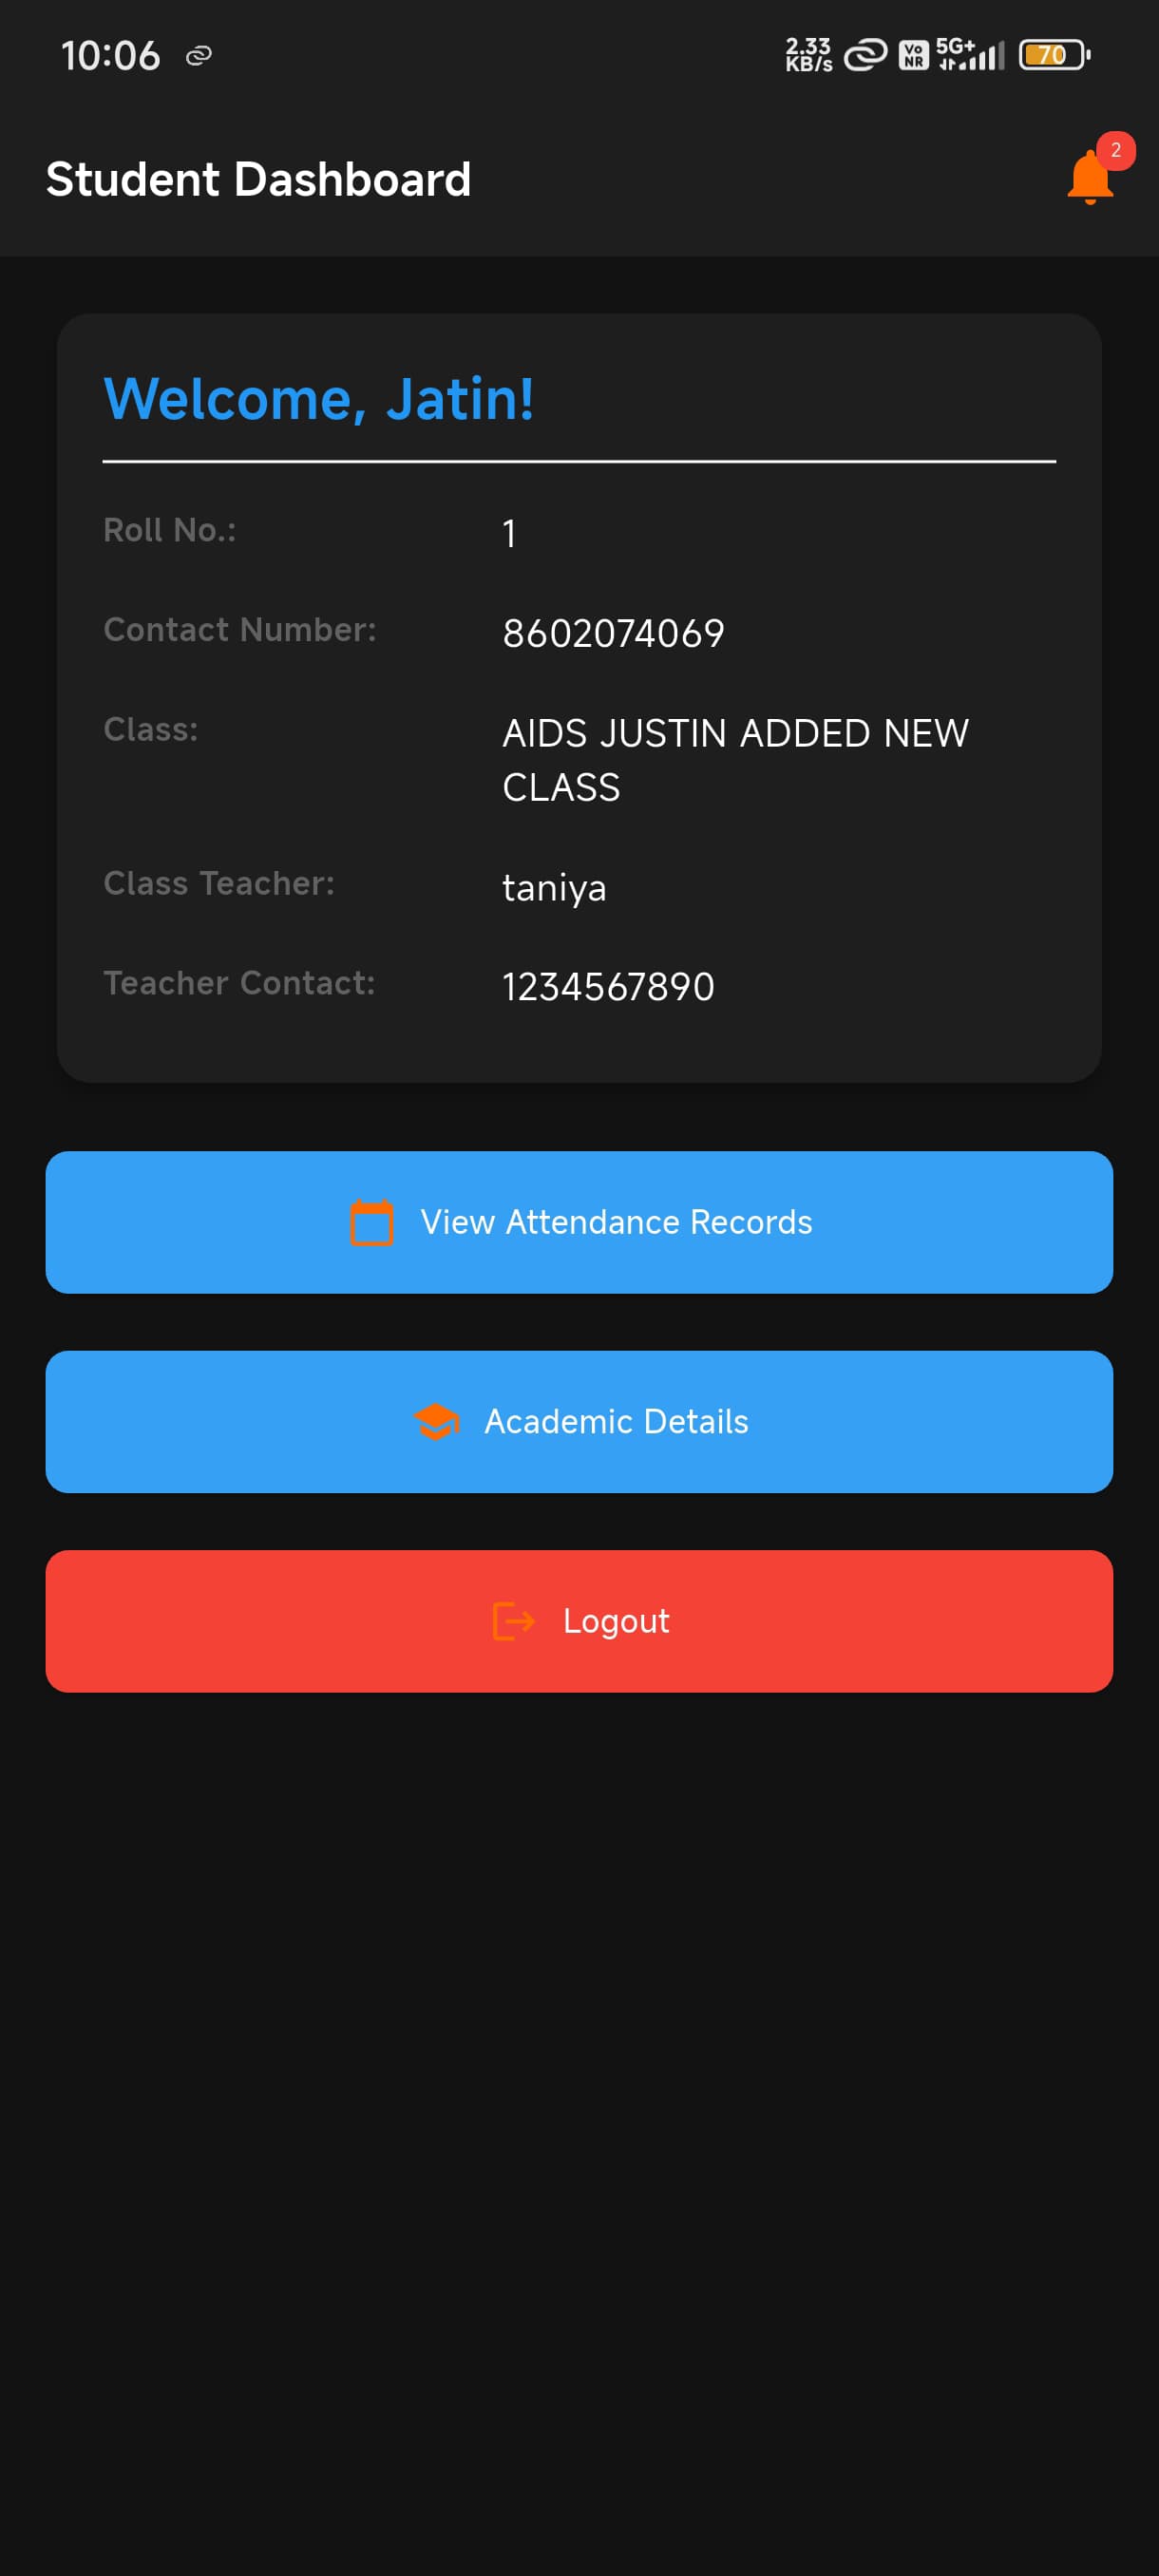 10:06
2.33
KB/s
Vo
NR
5G+
70
Student Dashboard
2
Welcome, Jatin!
Roll No.: 1
Contact Number: 8602074069
Class: AIDS JUSTIN ADDED NEW
CLASS
Class Teacher: taniya
Teacher Contact: 1234567890
View Attendance Records
Academic Details
Logout